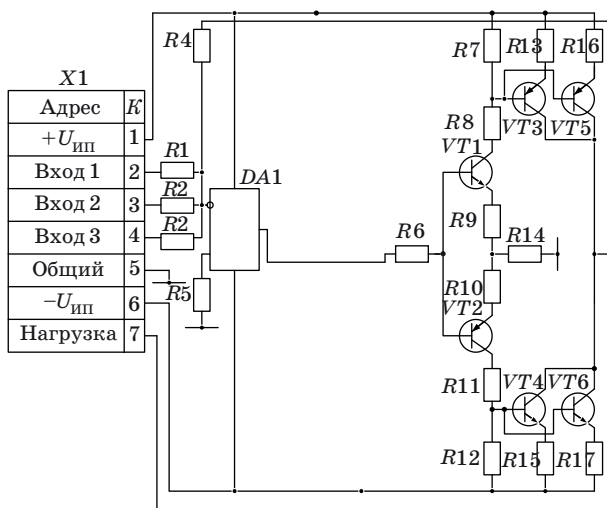 X1
Адрес K
+U ИП 1
Вход 1 2
Вход 2 3
Вход 3 4
Общий 5
−U ИП 6
Нагрузка 7
R4
R1
R2
R2
R5
DA1
R6
R7
R13
R16
R8
VT3
VT5
VT1
R9
R14
R10
VT2
R11
VT4
VT6
R12
R15
R17